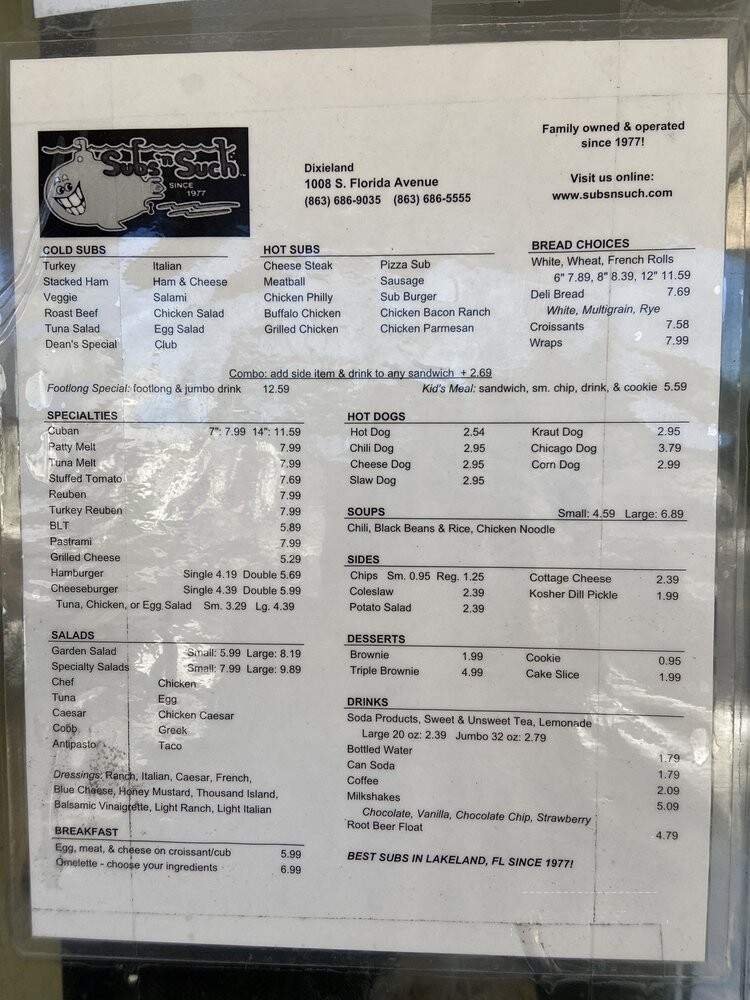 Subs n Such
SINCE
1977
Dixieland
1008 S. Florida Avenue
(863) 686-9035 (863) 686-5555
Family owned & operated
since 1977!
Visit us online:
www.subsnsuch.com
COLD SUBS
Turkey Italian
Stacked Ham Ham & Cheese
Veggie Salami
Roast Beef Chicken Salad
Tuna Salad Egg Salad
Dean's Special Club
HOT SUBS
Cheese Steak Pizza Sub
Meatball Sausage
Chicken Philly Sub Burger
Buffalo Chicken Chicken Bacon Ranch
Grilled Chicken Chicken Parmesan
BREAD CHOICES
White, Wheat, French Rolls
6" 7.89, 8" 8.39, 12" 11.59
Deli Bread 7.69
White, Multigrain, Rye
Croissants 7.58
Wraps 7.99
Combo: add side item & drink to any sandwich + 2.69
Footlong Special: footlong & jumbo drink 12.59
Kid's Meal: sandwich, sm. chip, drink, & cookie 5.59
SPECIALTIES
Cuban 7": 7.99 14": 11.59
Patty Melt 7.99
Tuna Melt 7.99
Stuffed Tomato 7.69
Reuben 7.99
Turkey Reuben 7.99
BLT 5.89
Pastrami 7.99
Grilled Cheese 5.29
Hamburger Single 4.19 Double 5.69
Cheeseburger Single 4.39 Double 5.99
Tuna, Chicken, or Egg Salad Sm. 3.29 Lg. 4.39
SALADS
Garden Salad Small: 5.99 Large: 8.19
Specialty Salads Small: 7.99 Large: 9.89
Chef Chicken
Tuna Egg
Caesar Chicken Caesar
Cobb Greek
Antipasto Taco
Dressings: Ranch, Italian, Caesar, French,
Blue Cheese, Honey Mustard, Thousand Island,
Balsamic Vinaigrette, Light Ranch, Light Italian
BREAKFAST
Egg, meat, & cheese on croissant/cub 5.99
Omelette - choose your ingredients 6.99
HOT DOGS
Hot Dog 2.54 Kraut Dog 2.95
Chili Dog 2.95 Chicago Dog 3.79
Cheese Dog 2.95 Corn Dog 2.99
Slaw Dog 2.95
SOUPS Small: 4.59 Large: 6.89
Chili, Black Beans & Rice, Chicken Noodle
SIDES
Chips Sm. 0.95 Reg. 1.25 Cottage Cheese 2.39
Coleslaw 2.39 Kosher Dill Pickle 1.99
Potato Salad 2.39
DESSERTS
Brownie 1.99 Cookie 0.95
Triple Brownie 4.99 Cake Slice 1.99
DRINKS
Soda Products, Sweet & Unsweet Tea, Lemonade
Large 20 oz: 2.39 Jumbo 32 oz: 2.79
Bottled Water 1.79
Can Soda 1.79
Coffee 2.09
Milkshakes 5.09
Chocolate, Vanilla, Chocolate Chip, Strawberry
Root Beer Float 4.79
BEST SUBS IN LAKELAND, FL SINCE 1977!